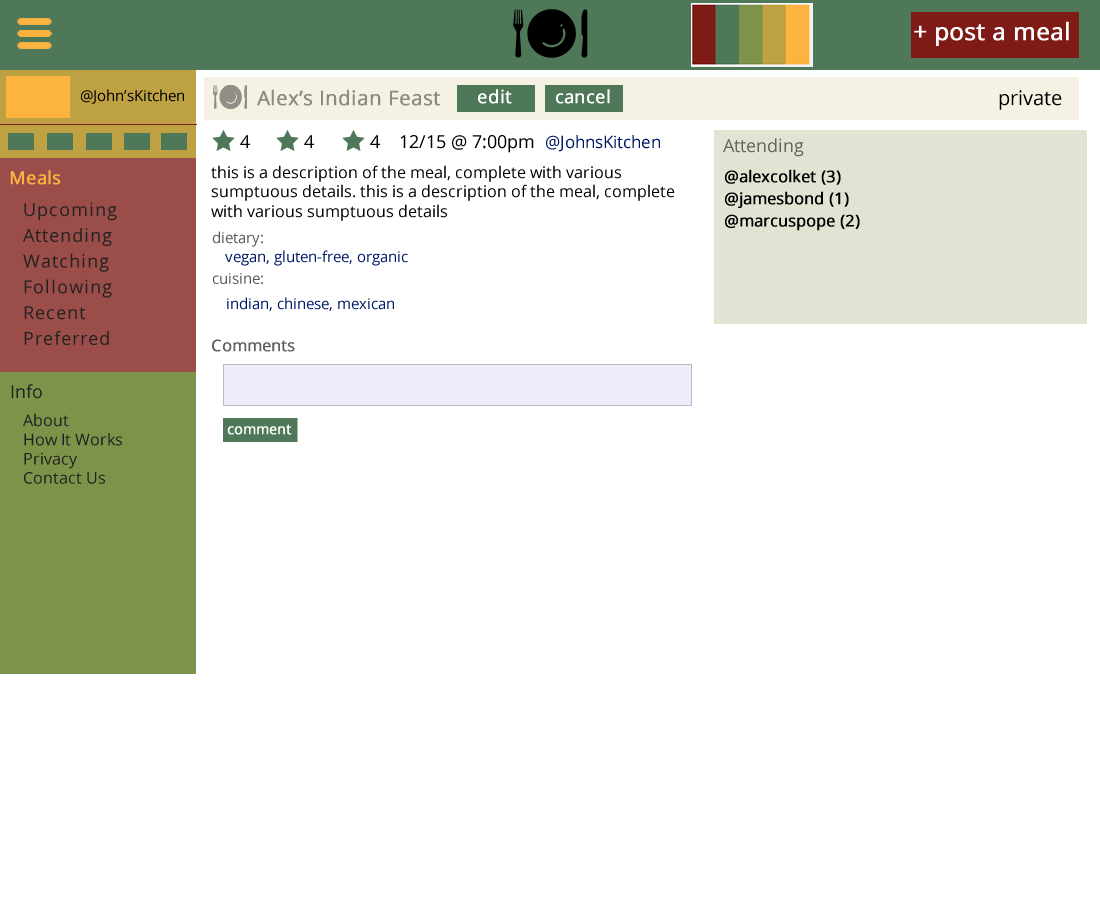 + post a meal
@John’sKitchen
Meals
Upcoming
Attending
Watching
Following
Recent
Preferred
Info
About
How It Works
Privacy
Contact Us
Alex’s Indian Feast edit cancel private
4 4 4 12/15 @ 7:00pm @JohnsKitchen
this is a description of the meal, complete with various
sumptuous details. this is a description of the meal, complete
with various sumptuous details
dietary:
vegan, gluten-free, organic
cuisine:
indian, chinese, mexican
Comments
comment
Attending
@alexcolket (3)
@jamesbond (1)
@marcuspope (2)